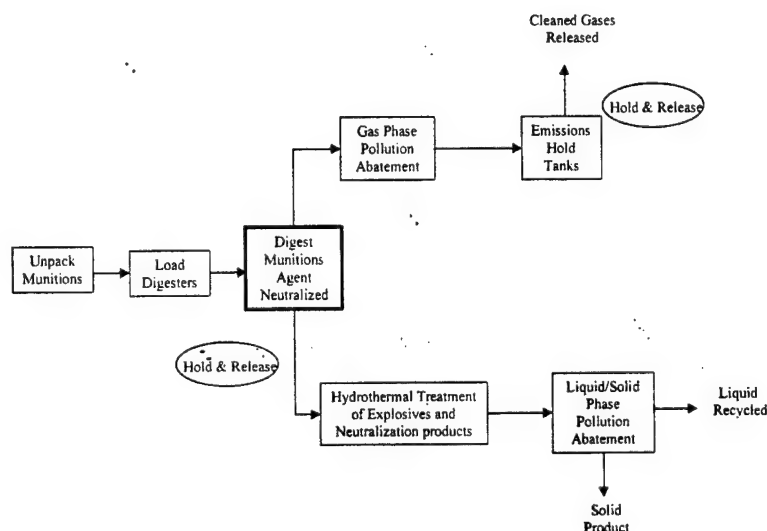 Cleaned Gases
Released
Hold & Release
Gas Phase
Pollution
Abatement
Emissions
Hold
Tanks
Unpack
Munitions
Load
Digesters
Digest
Munitions
Agent
Neutralized
Hold & Release
Hydrothermal Treatment
of Explosives and
Neutralization products
Liquid/Solid
Phase
Pollution
Abatement
Liquid
Recycled
Solid
Product